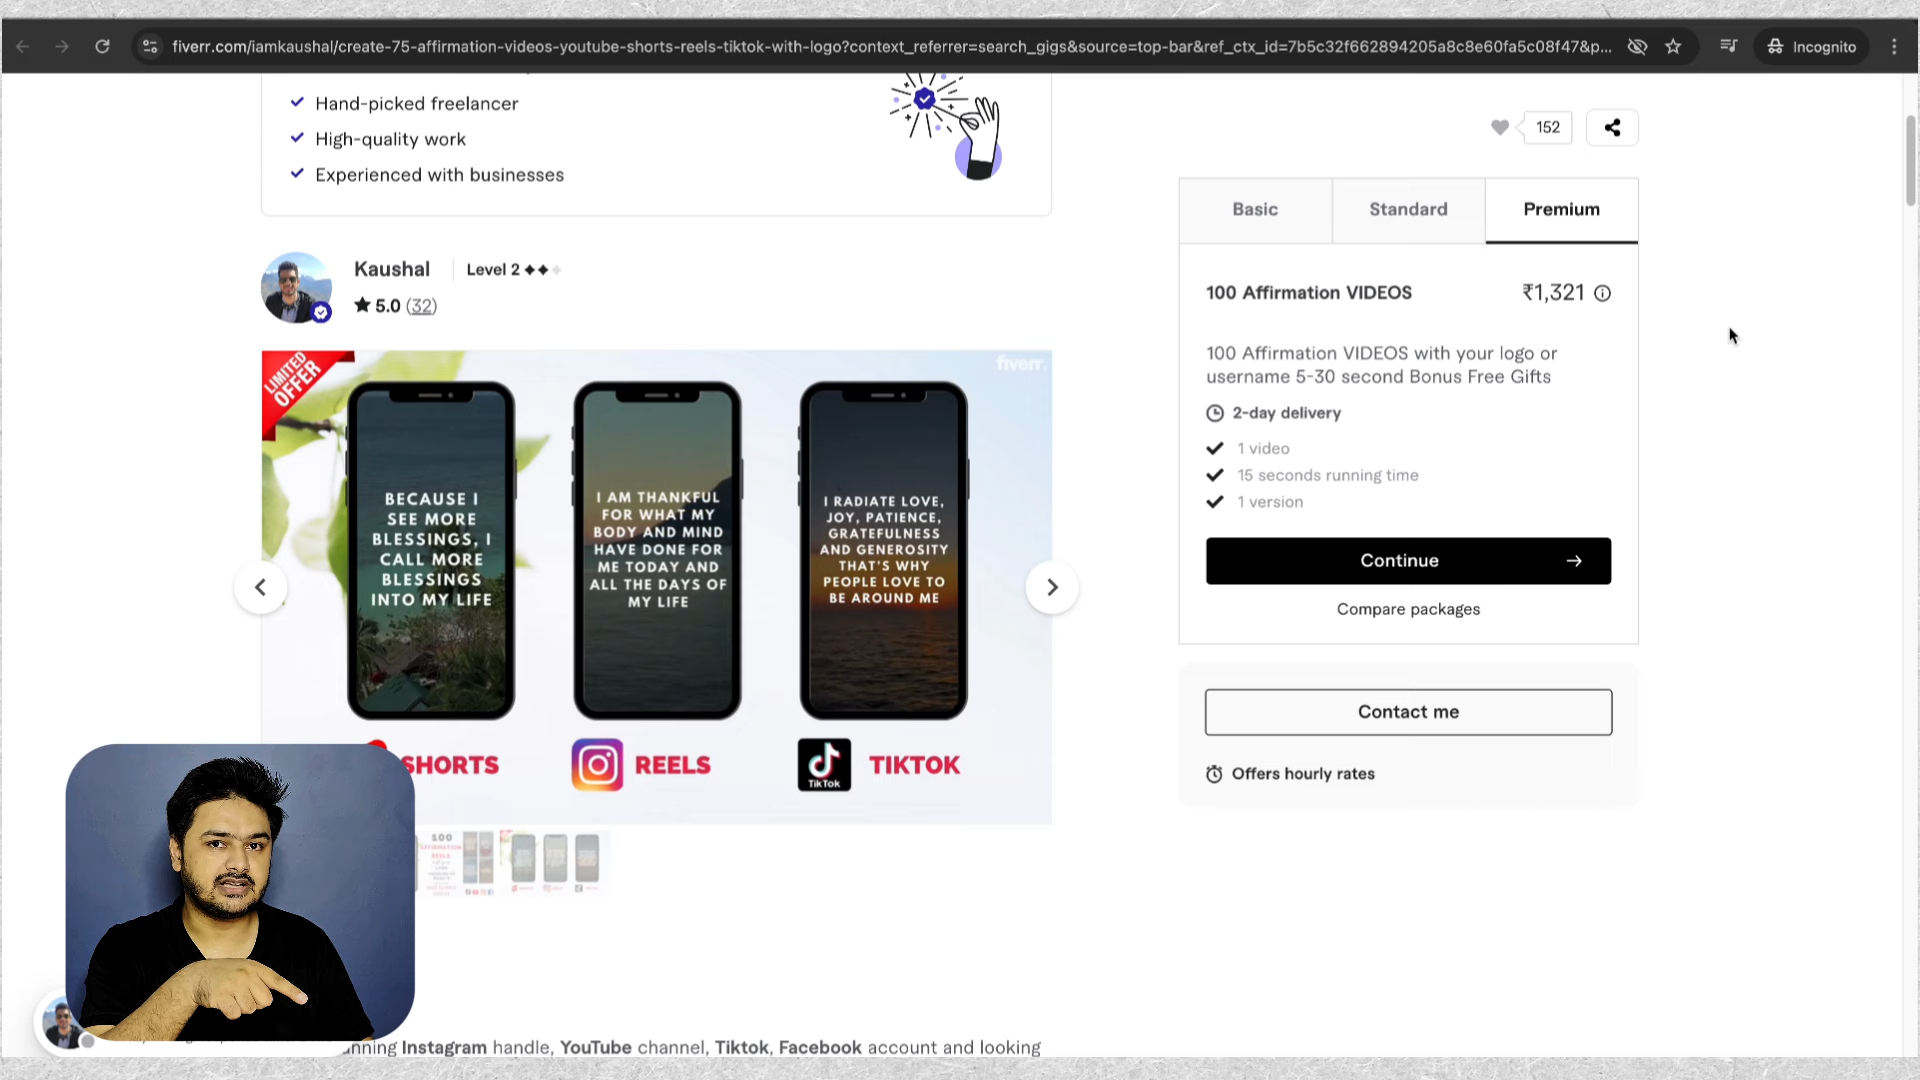 fiverr.com/iamkaushal/create-75-affirmation-videos-youtube-shorts-reels-tiktok-with-logo?context_referrer=search_gigs&source=top-bar&ref_ctx_id=7b5c32f662894205a8c8e60fa5c08f47&p...
Incognito
Hand-picked freelancer
High-quality work
Experienced with businesses
152
Basic
Standard
Premium
Kaushal
Level 2
5.0 (32)
100 Affirmation VIDEOS
₹1,321
100 Affirmation VIDEOS with your logo or
username 5-30 second Bonus Free Gifts
2-day delivery
1 video
15 seconds running time
1 version
Continue
Compare packages
Contact me
Offers hourly rates
LIMITED
OFFER
fiverr.
BECAUSE I
SEE MORE
BLESSINGS, I
CALL MORE
BLESSINGS
INTO MY LIFE
I AM THANKFUL
FOR WHAT MY
BODY AND MIND
HAVE DONE FOR
ME TODAY AND
ALL THE DAYS OF
MY LIFE
I RADIATE LOVE,
JOY, PATIENCE,
GRATEFULNESS
AND GENEROSITY
THAT'S WHY
PEOPLE LOVE TO
BE AROUND ME
SHORTS
REELS
TikTok
TIKTOK
100
Instagram handle, YouTube channel, Tiktok, Facebook account and looking